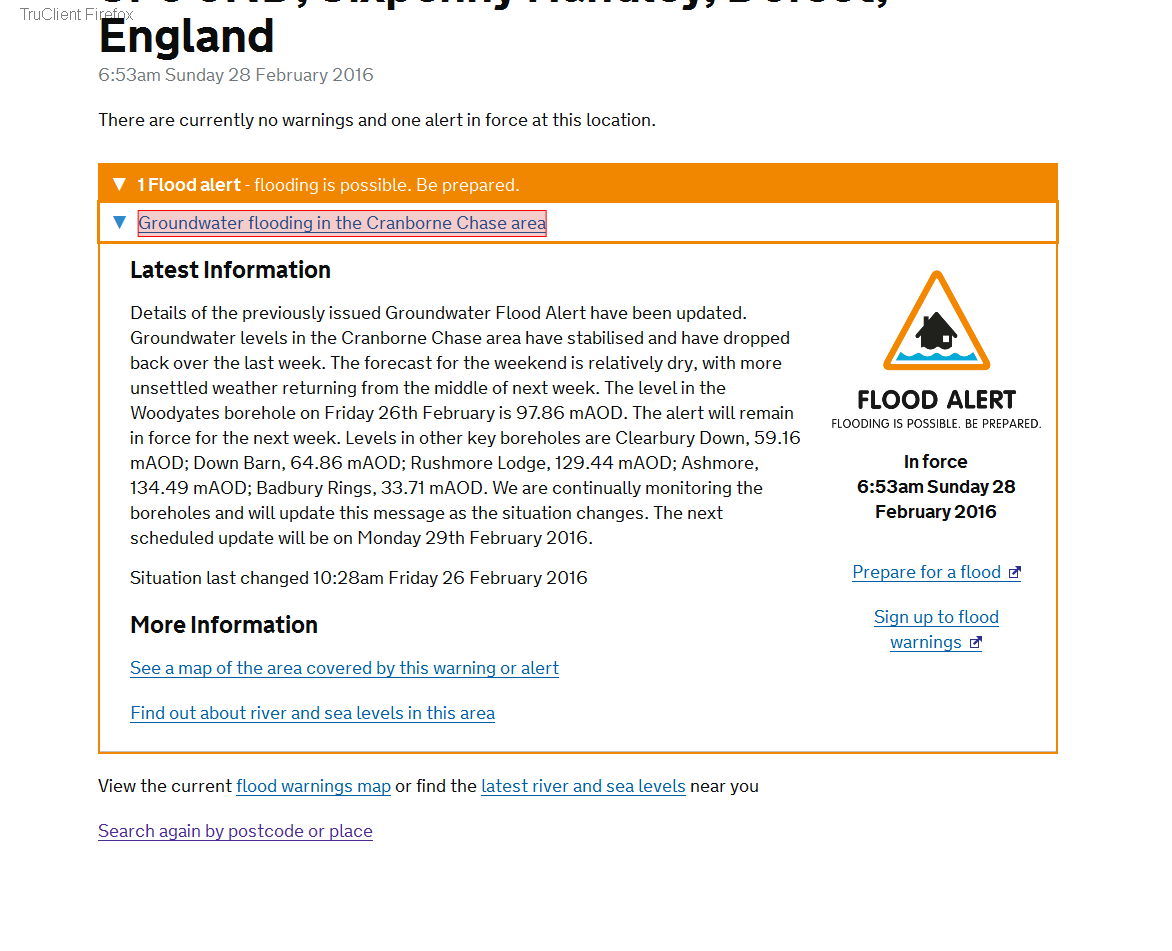 TruClient Firefox
Sixpenny Handley, Dorset,
England
6:53am Sunday 28 February 2016
There are currently no warnings and one alert in force at this location.
▼ 1 Flood alert - flooding is possible. Be prepared.
▼ Groundwater flooding in the Cranborne Chase area
Latest Information
Details of the previously issued Groundwater Flood Alert have been updated.
Groundwater levels in the Cranborne Chase area have stabilised and have dropped
back over the last week. The forecast for the weekend is relatively dry, with more
unsettled weather returning from the middle of next week. The level in the
Woodyates borehole on Friday 26th February is 97.86 mAOD. The alert will remain
in force for the next week. Levels in other key boreholes are Clearbury Down, 59.16
mAOD; Down Barn, 64.86 mAOD; Rushmore Lodge, 129.44 mAOD; Ashmore,
134.49 mAOD; Badbury Rings, 33.71 mAOD. We are continually monitoring the
boreholes and will update this message as the situation changes. The next
scheduled update will be on Monday 29th February 2016.
Situation last changed 10:28am Friday 26 February 2016
More Information
See a map of the area covered by this warning or alert
Find out about river and sea levels in this area
FLOOD ALERT
FLOODING IS POSSIBLE. BE PREPARED.
In force
6:53am Sunday 28
February 2016
Prepare for a flood
Sign up to flood
warnings
View the current flood warnings map or find the latest river and sea levels near you
Search again by postcode or place